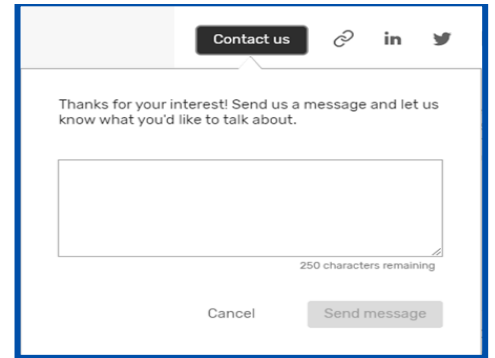 Contact us
in
Thanks for your interest! Send us a message and let us
know what you'd like to talk about.
250 characters remaining
Cancel
Send message